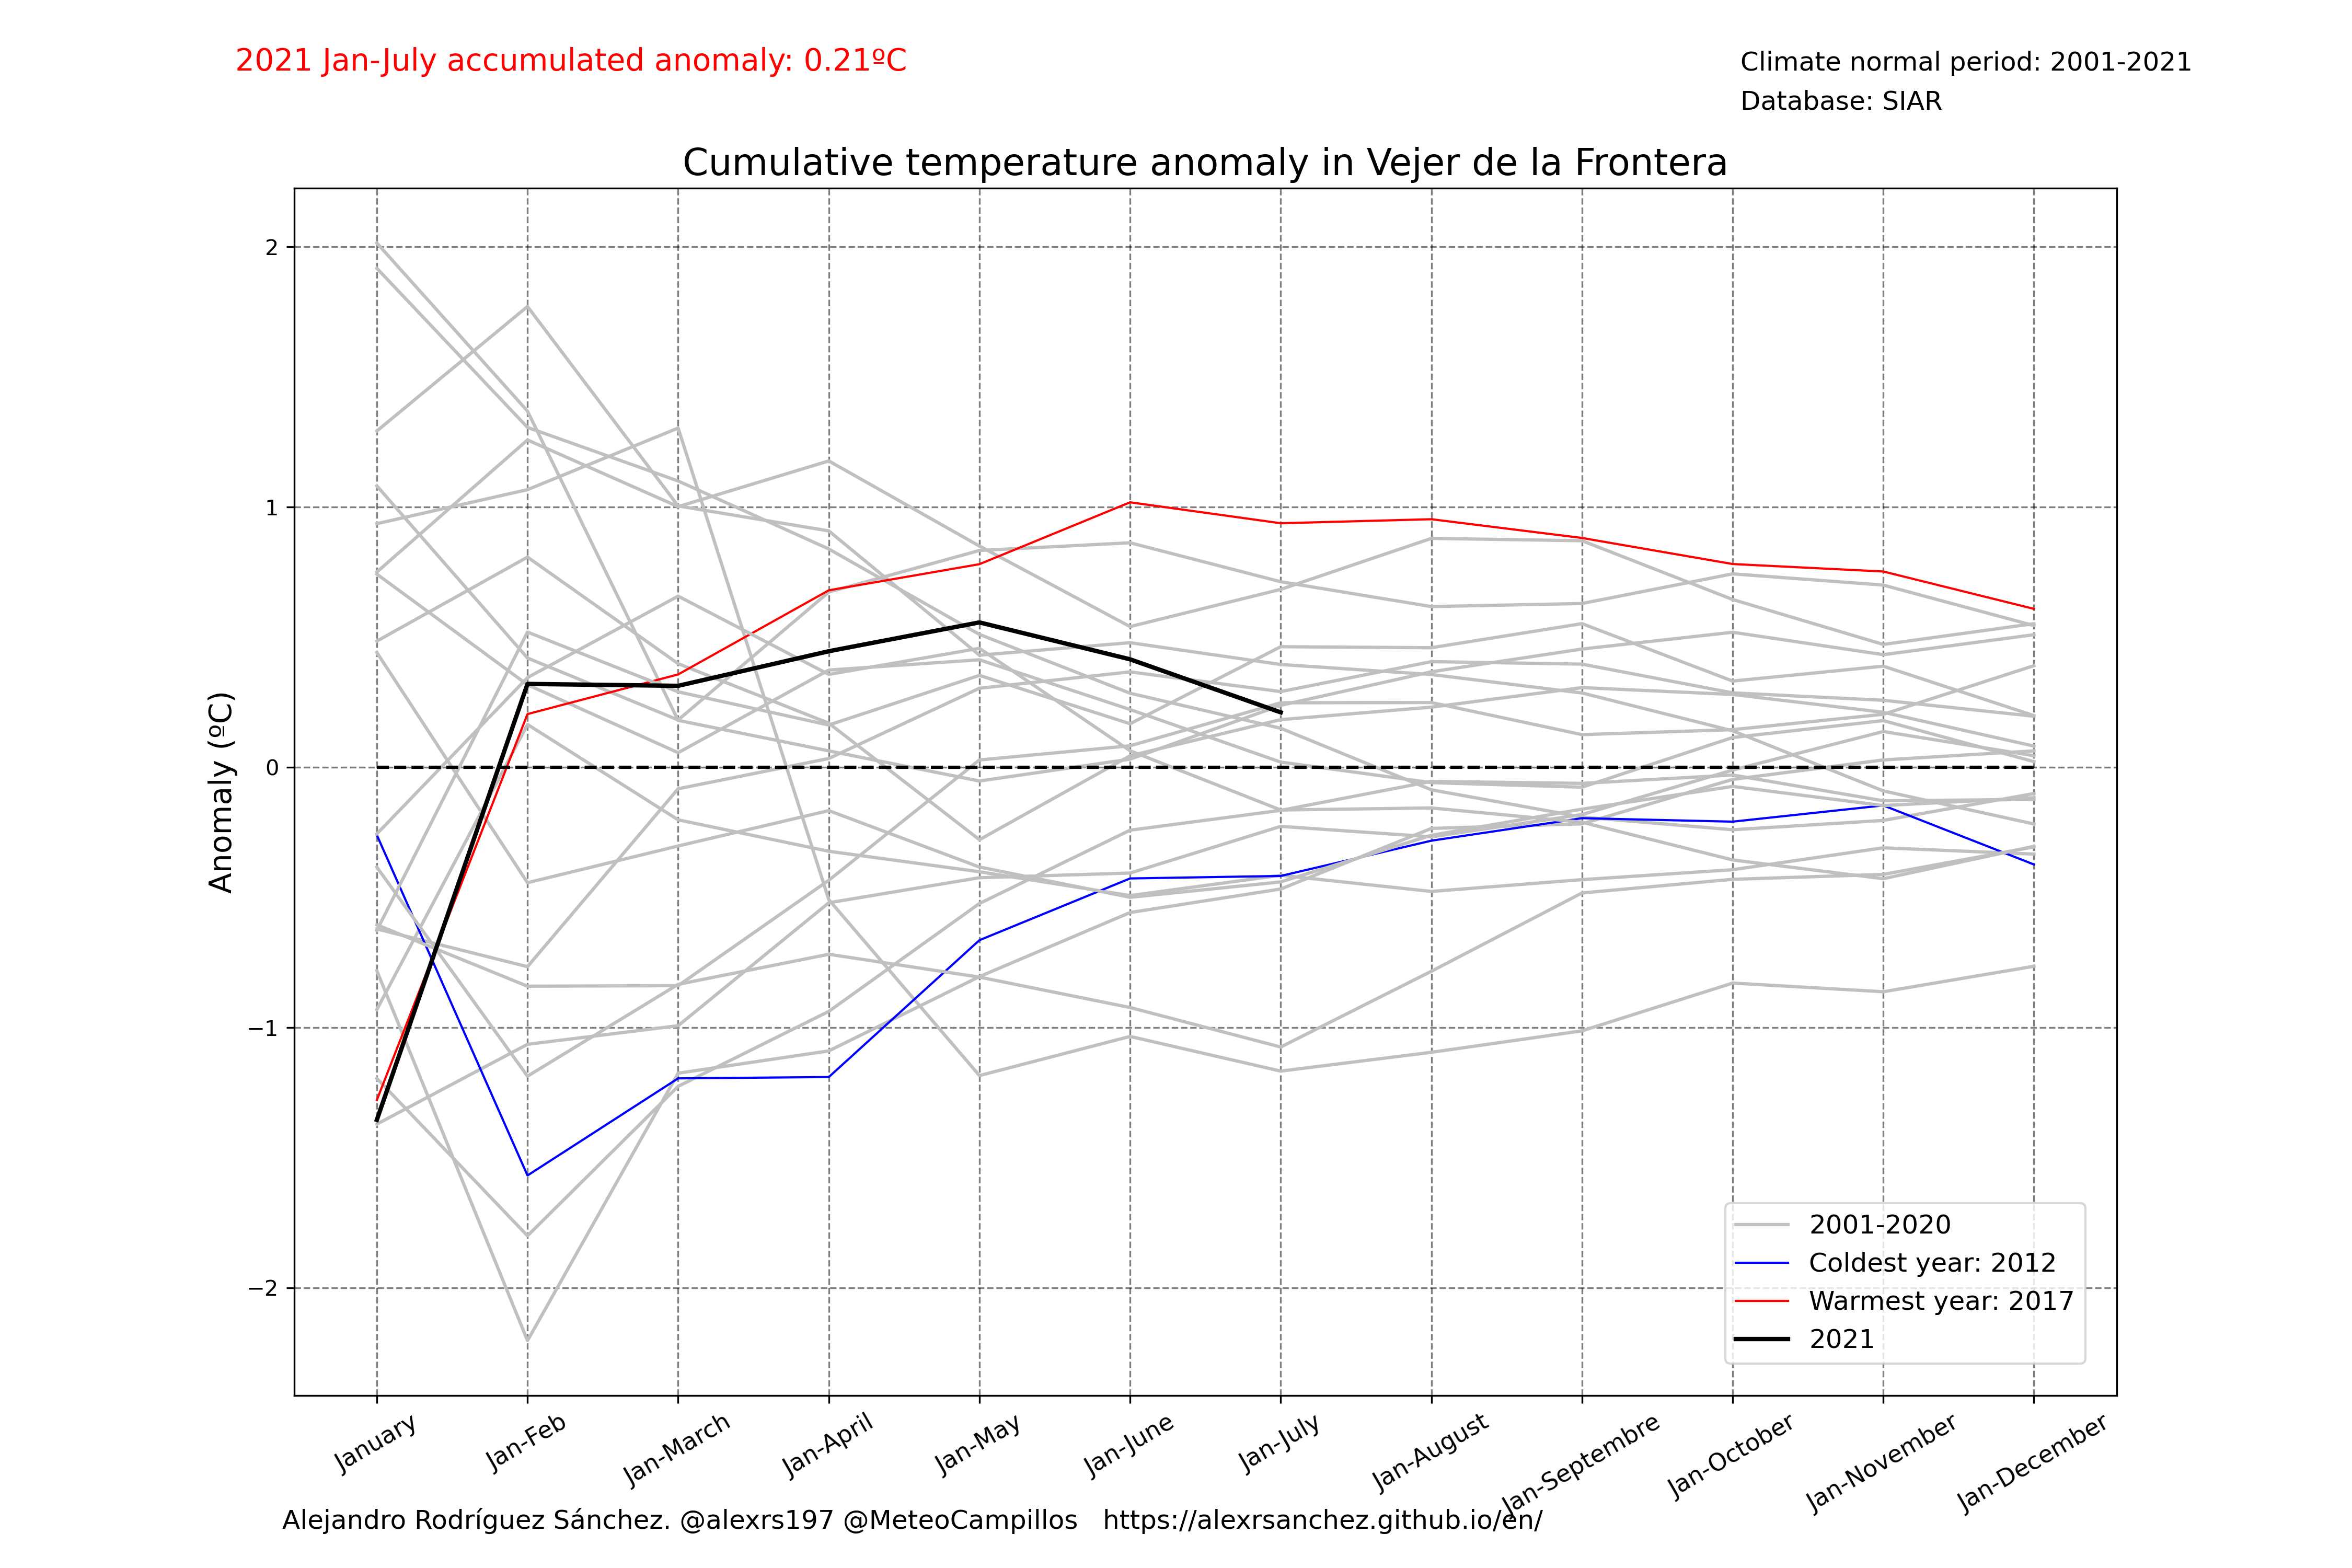 2021 Jan-July accumulated anomaly: 0.21ºC
Climate normal period: 2001-2021
Database: SIAR
Cumulative temperature anomaly in Vejer de la Frontera
Anomaly (ºC)
2
1
0
−1
−2
2001-2020
Coldest year: 2012
Warmest year: 2017
2021
January
Jan-Feb
Jan-March
Jan-April
Jan-May
Jan-June
Jan-July
Jan-August
Jan-Septembre
Jan-October
Jan-November
Jan-December
Alejandro Rodríguez Sánchez. @alexrs197 @MeteoCampillos https://alexrsanchez.github.io/en/